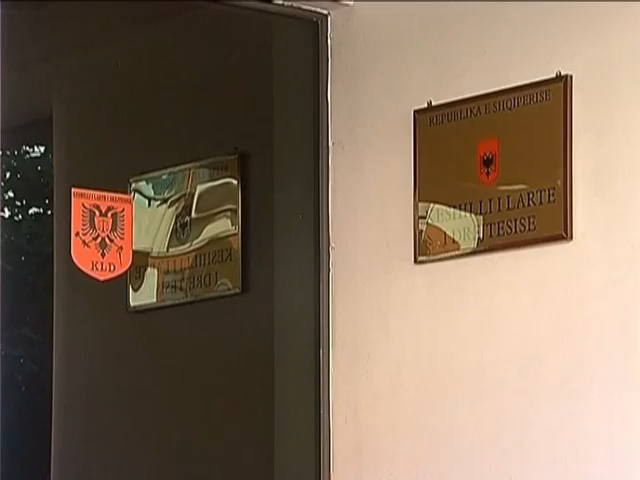 REPUBLIKA E SHQIPERISE
KESHILLI I LARTE
I DREJTESISE
KLD